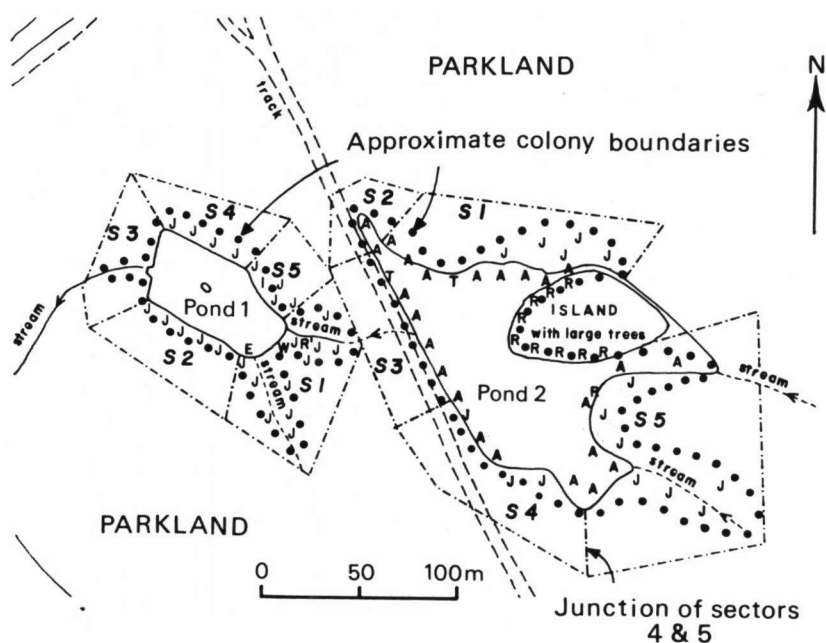 PARKLAND
N
track
Approximate colony boundaries
S2
S1
S4
S3
S5
ISLAND
with large trees
Pond 1
stream
stream
S2
S1
stream
S3
Pond 2
stream
S5
stream
S4
PARKLAND
0 50 100m
Junction of sectors
4 & 5